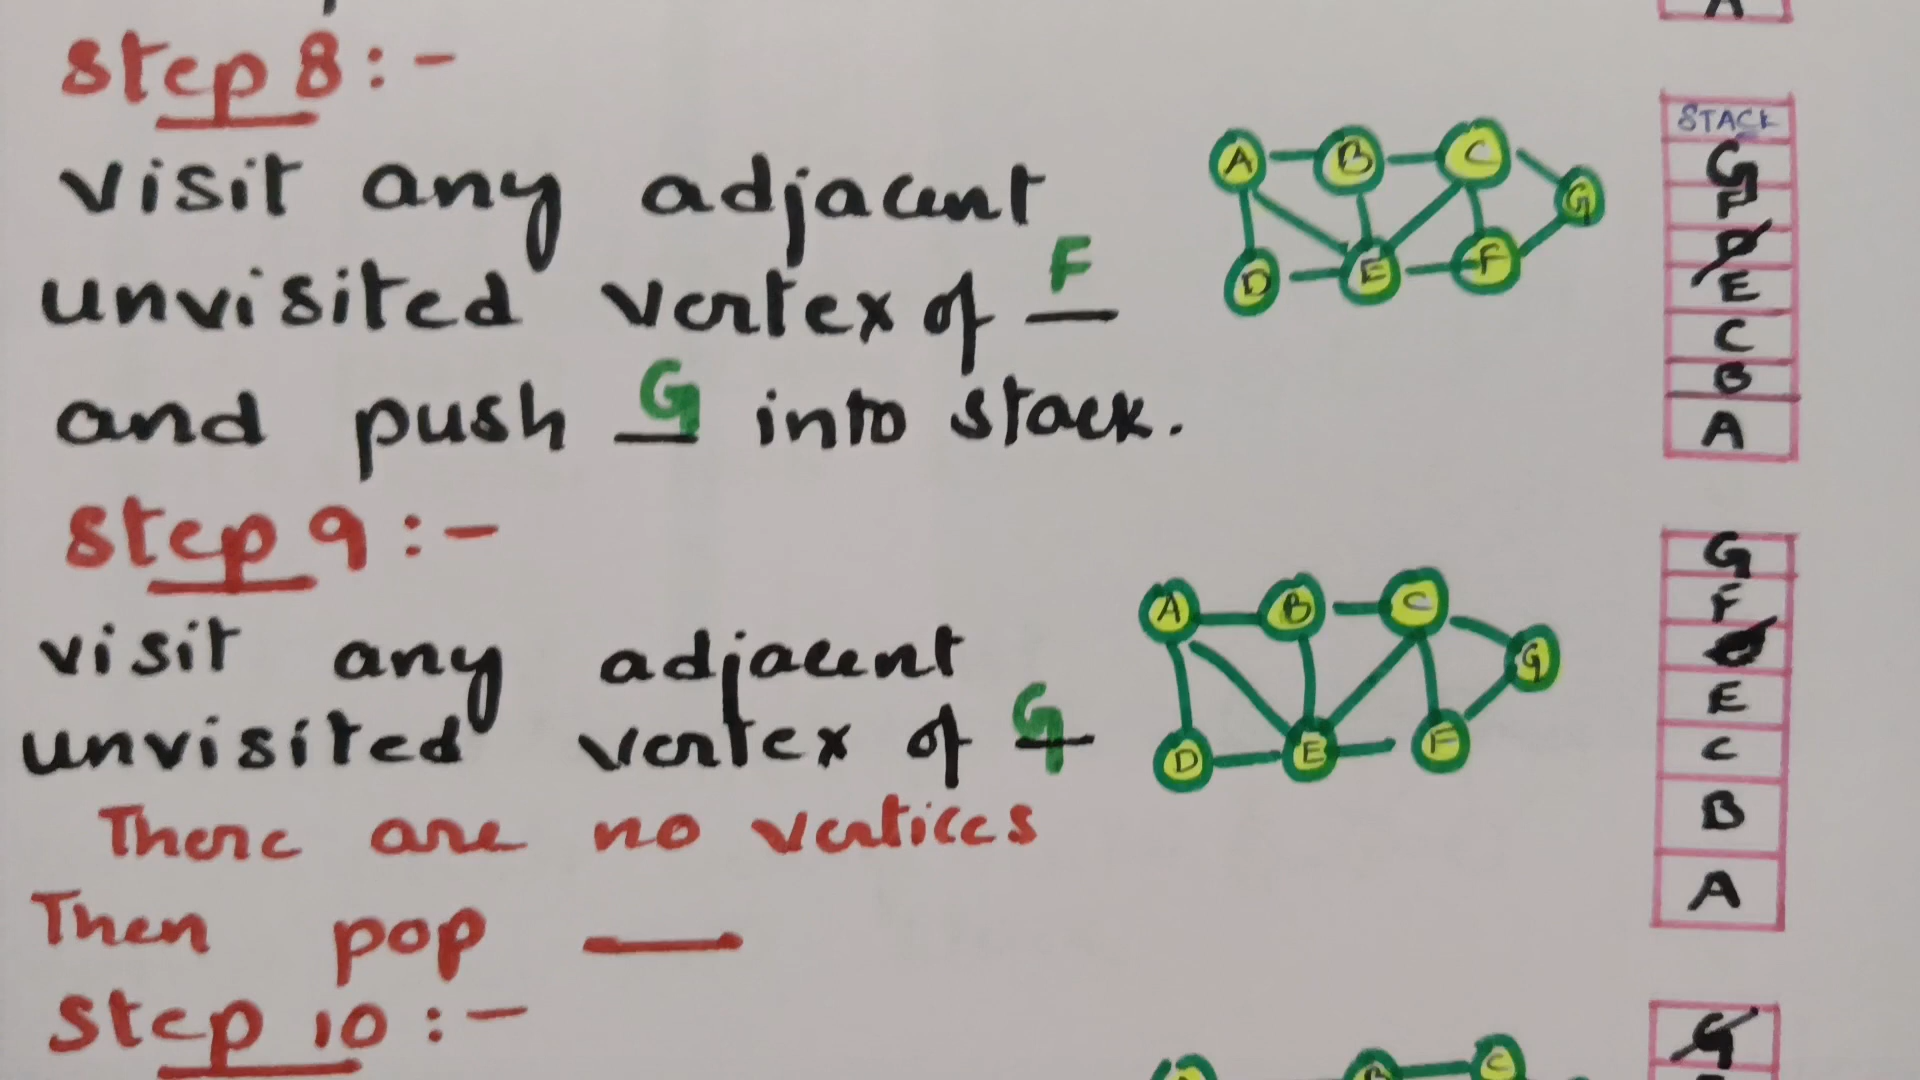 A
Step 8:-
visit any adjacent
unvisited vertex of F
and push G into stack.
A B C
G
D E F
STACK
G
F
D
E
C
B
A
Step 9:-
visit any adjacent
unvisited vertex of G
There are no vertices
Then pop
A B C
G
D E F
G
F
E
C
B
A
Step 10:-
B C
G